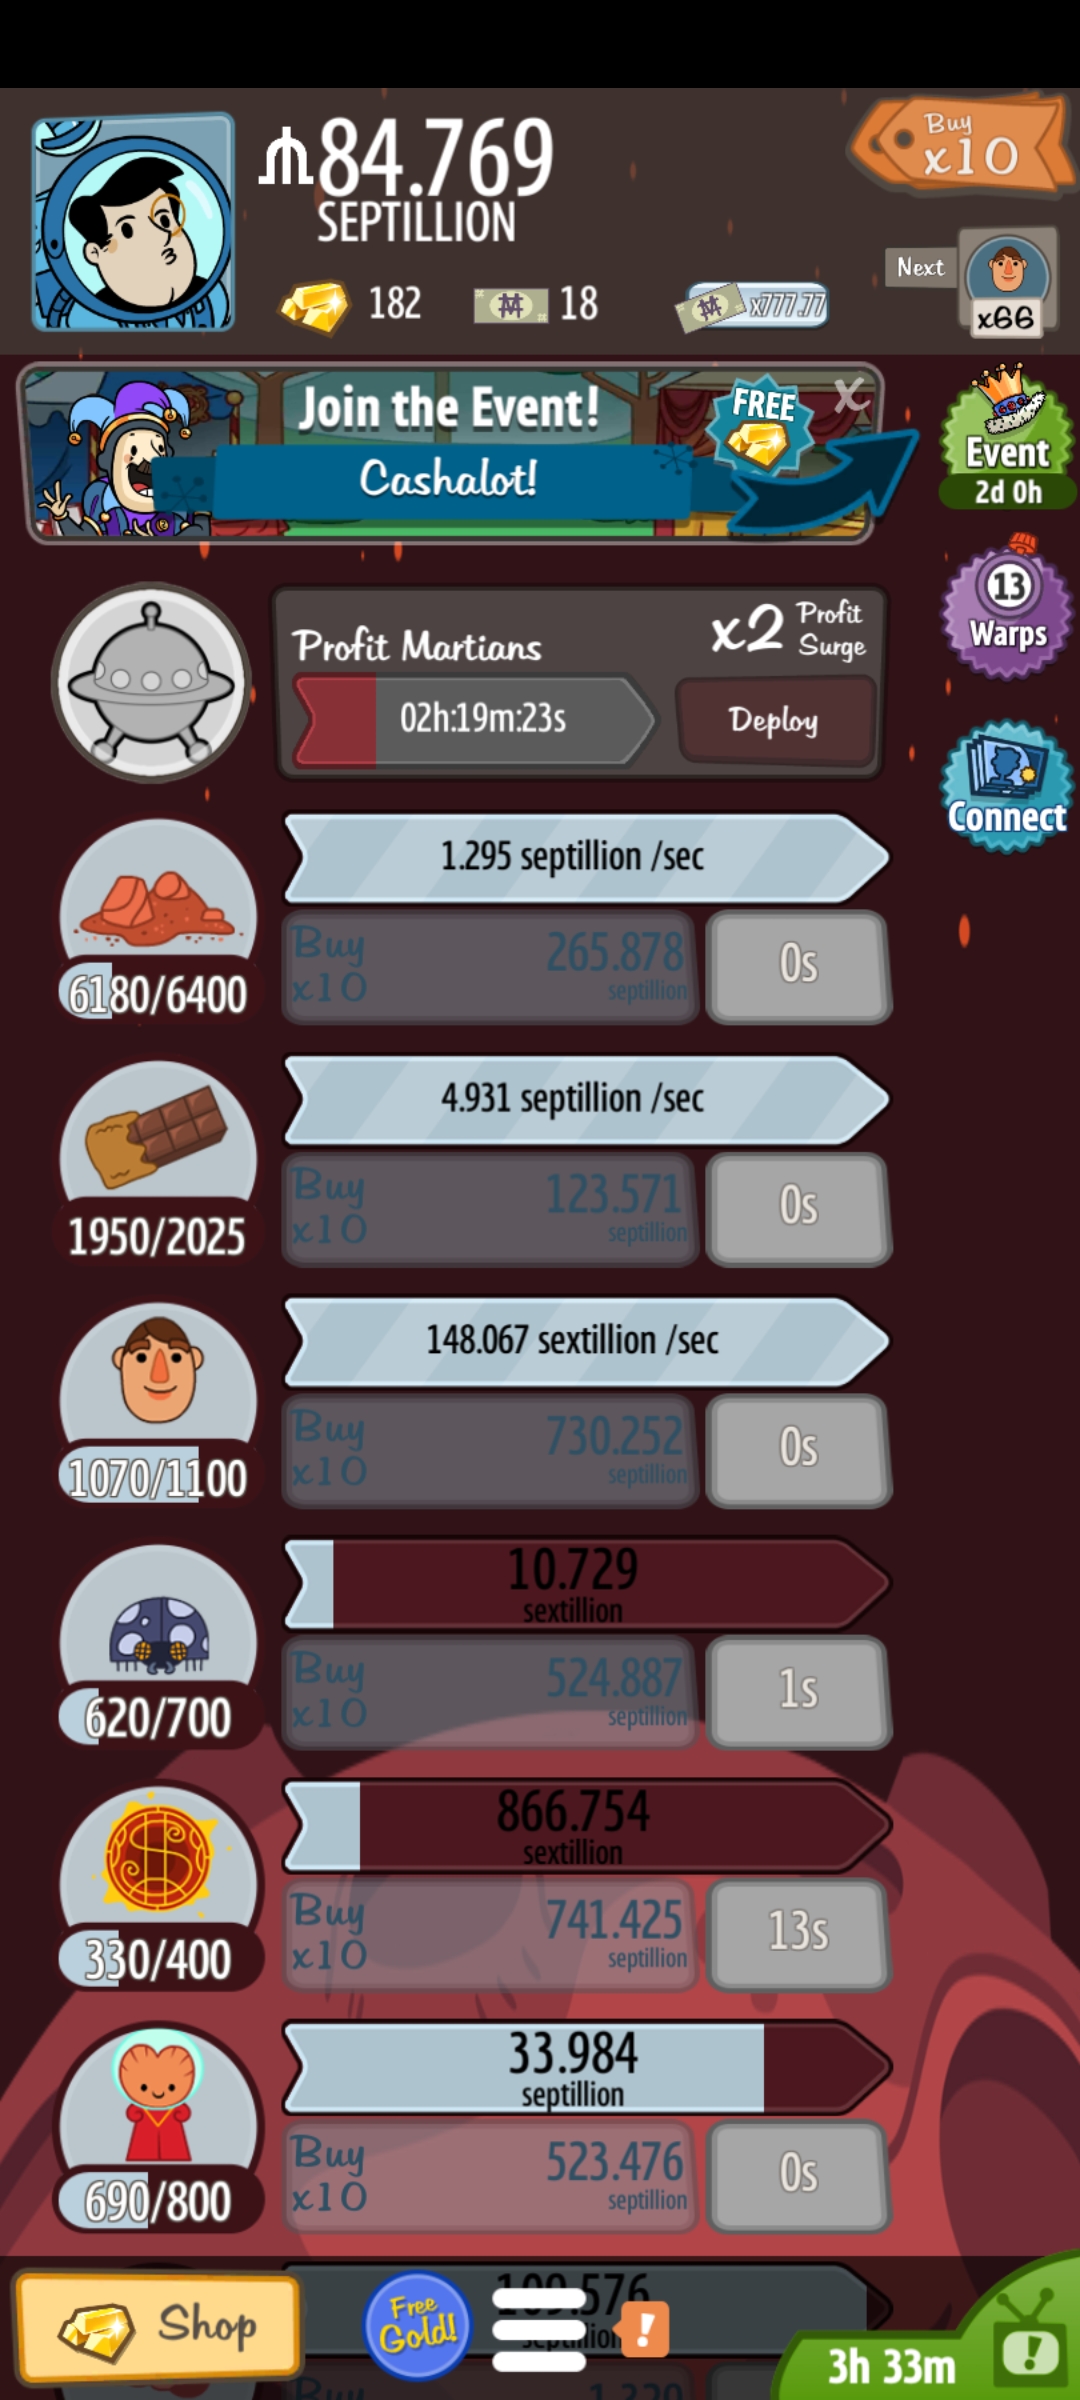 84.769
SEPTILLION
Buy
x10
182
18
x777.77
Next
x66
Join the Event!
Cashalot!
FREE
X
Event
2d 0h
13
Warps
Connect
Profit Martians
x2 Profit
Surge
02h:19m:23s
Deploy
1.295 septillion /sec
Buy
x10
265.878
septillion
0s
6180/6400
4.931 septillion /sec
Buy
x10
123.571
septillion
0s
1950/2025
148.067 sextillion /sec
Buy
x10
730.252
septillion
0s
1070/1100
10.729
sextillion
Buy
x10
524.887
septillion
1s
620/700
866.754
sextillion
Buy
x10
741.425
septillion
13s
330/400
33.984
septillion
Buy
x10
523.476
septillion
0s
690/800
Shop
Free
Gold!
!
3h 33m
!